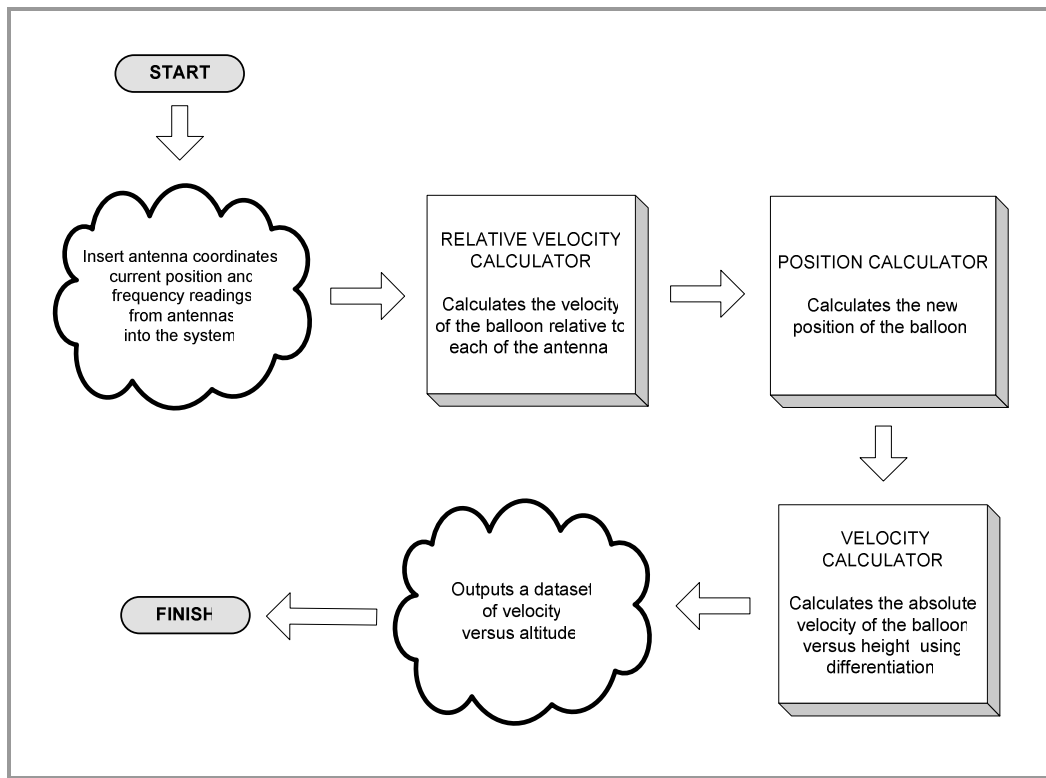 START
Insert antenna coordinates
current position and
frequency readings
from antennas
into the system
RELATIVE VELOCITY
CALCULATOR
Calculates the velocity
of the balloon relative to
each of the antenna
POSITION CALCULATOR
Calculates the new
position of the balloon
VELOCITY
CALCULATOR
Calculates the absolute
velocity of the balloon
versus height using
differentiation
Outputs a dataset
of velocity
versus altitude
FINISH